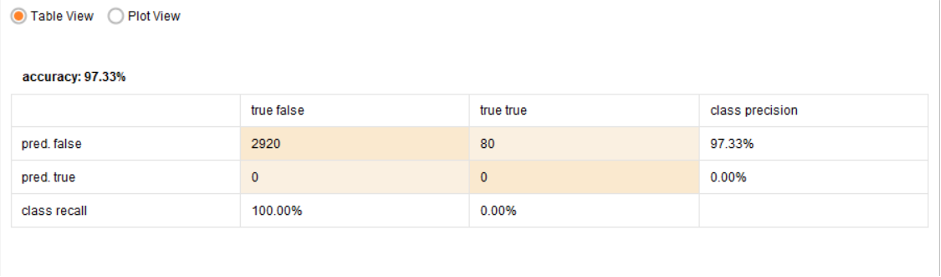 Table View Plot View
accuracy: 97.33%
true false true true class precision
pred. false 2920 80 97.33%
pred. true 0 0 0.00%
class recall 100.00% 0.00%